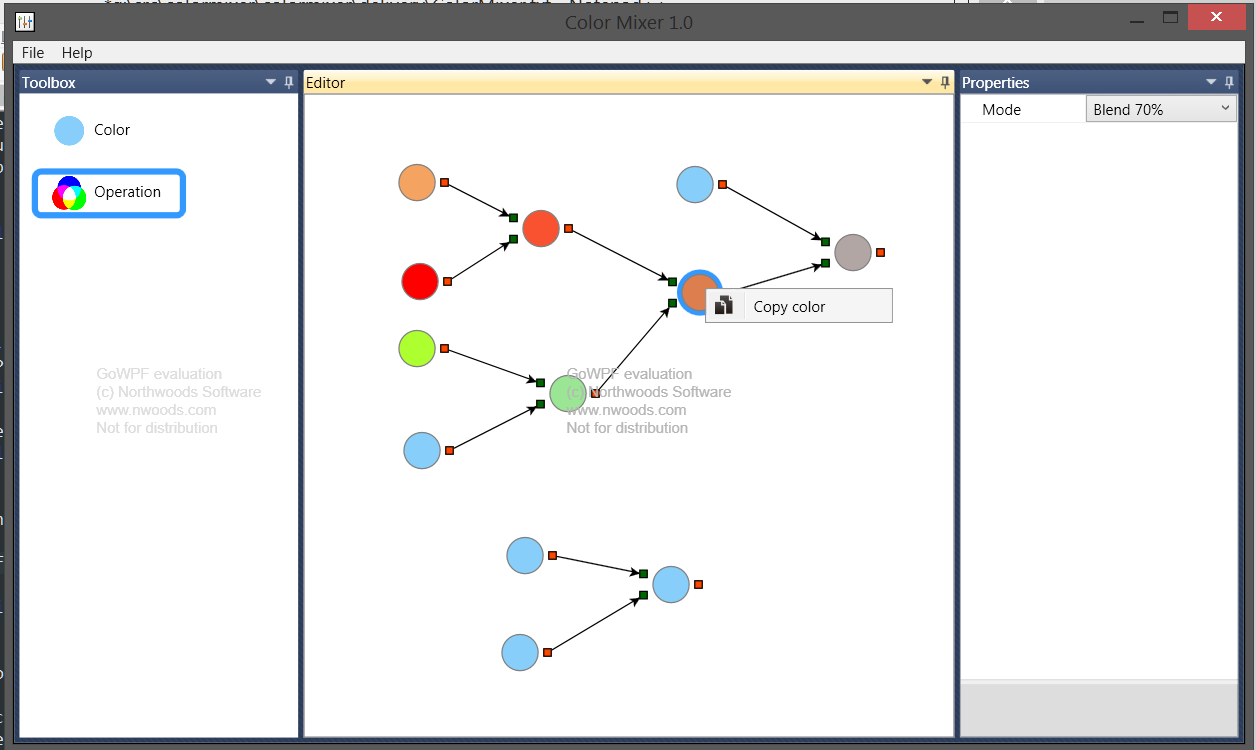 Color Mixer 1.0
File Help
Toolbox
Editor
Properties
Color
Operation
Mode
Blend 70%
Copy color
GoWPF evaluation
(c) Northwoods Software
www.nwoods.com
Not for distribution
GoWPF evaluation
(c) Northwoods Software
www.nwoods.com
Not for distribution